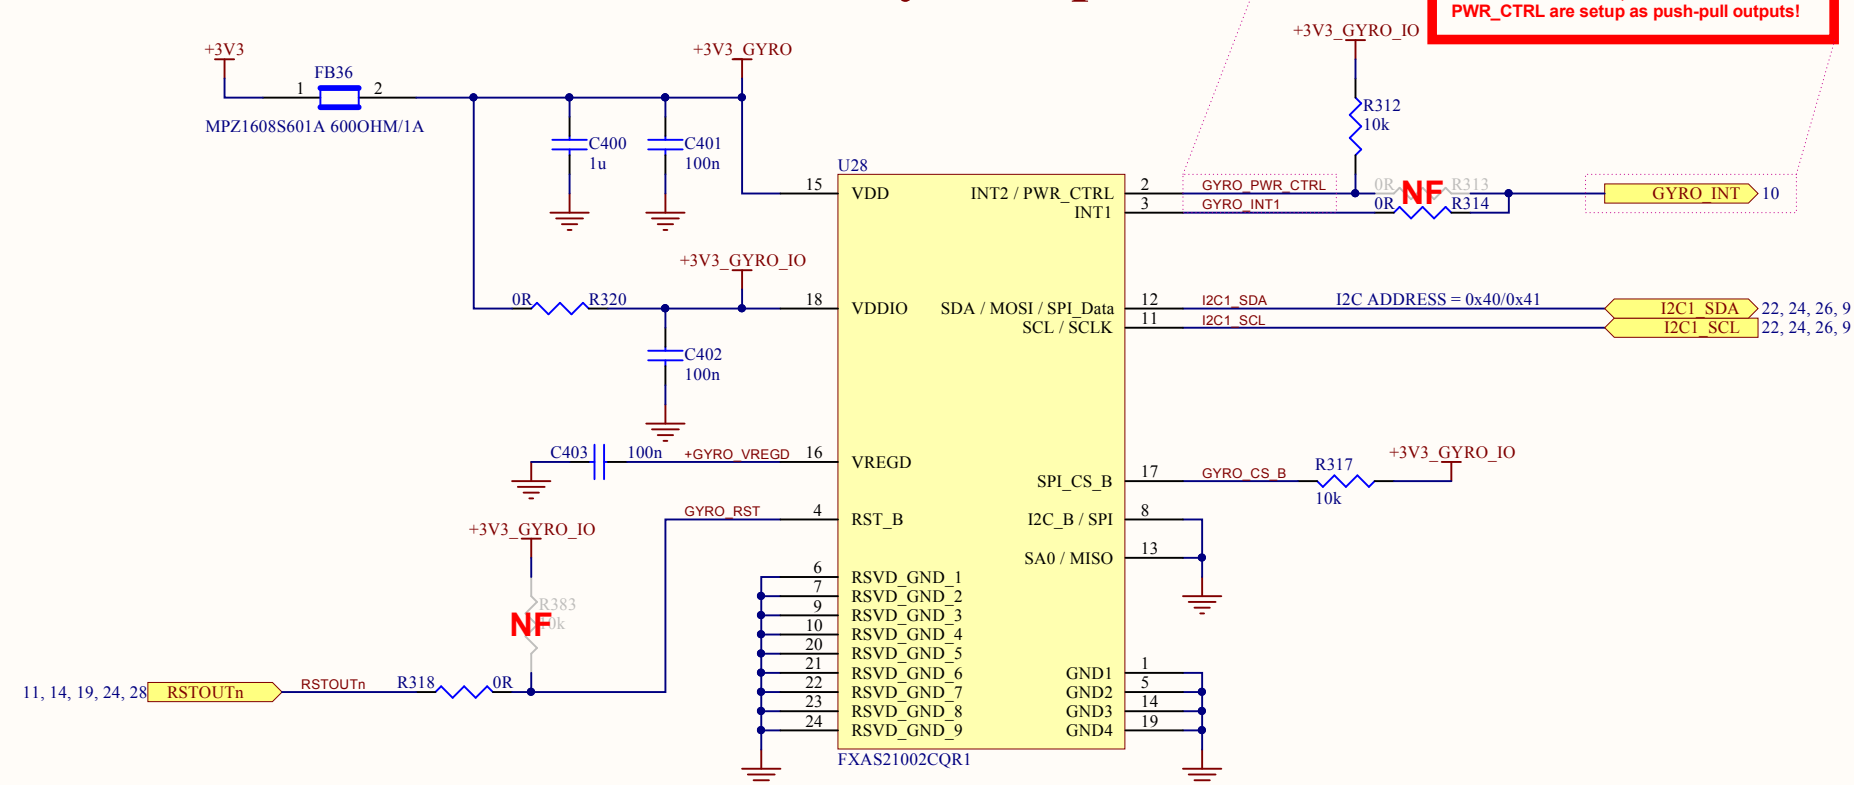 PWR_CTRL are setup as push-pull outputs!
+3V3_GYRO_IO
+3V3
+3V3_GYRO
FB36
1
2
MPZ1608S601A 600OHM/1A
C400
1u
C401
100n
R312
10k
U28
15
VDD
INT2 / PWR_CTRL
2
GYRO_PWR_CTRL
0R
NF
R313
GYRO_INT
10
INT1
3
GYRO_INT1
0R
R314
+3V3_GYRO_IO
0R
R320
18
VDDIO
SDA / MOSI / SPI_Data
12
I2C1_SDA
I2C ADDRESS = 0x40/0x41
I2C1_SDA
22, 24, 26, 9
SCL / SCLK
11
I2C1_SCL
I2C1_SCL
22, 24, 26, 9
C402
100n
C403
100n
+GYRO_VREGD
16
VREGD
+3V3_GYRO_IO
SPI_CS_B
17
GYRO_CS_B
R317
10k
GYRO_RST
4
RST_B
I2C_B / SPI
8
+3V3_GYRO_IO
SA0 / MISO
13
R383
NF
10k
6
RSVD_GND_1
7
RSVD_GND_2
9
RSVD_GND_3
10
RSVD_GND_4
20
RSVD_GND_5
21
RSVD_GND_6
22
RSVD_GND_7
23
RSVD_GND_8
24
RSVD_GND_9
GND1
1
GND2
5
GND3
14
GND4
19
11, 14, 19, 24, 28
RSTOUTn
RSTOUTn
R318
0R
FXAS21002CQR1